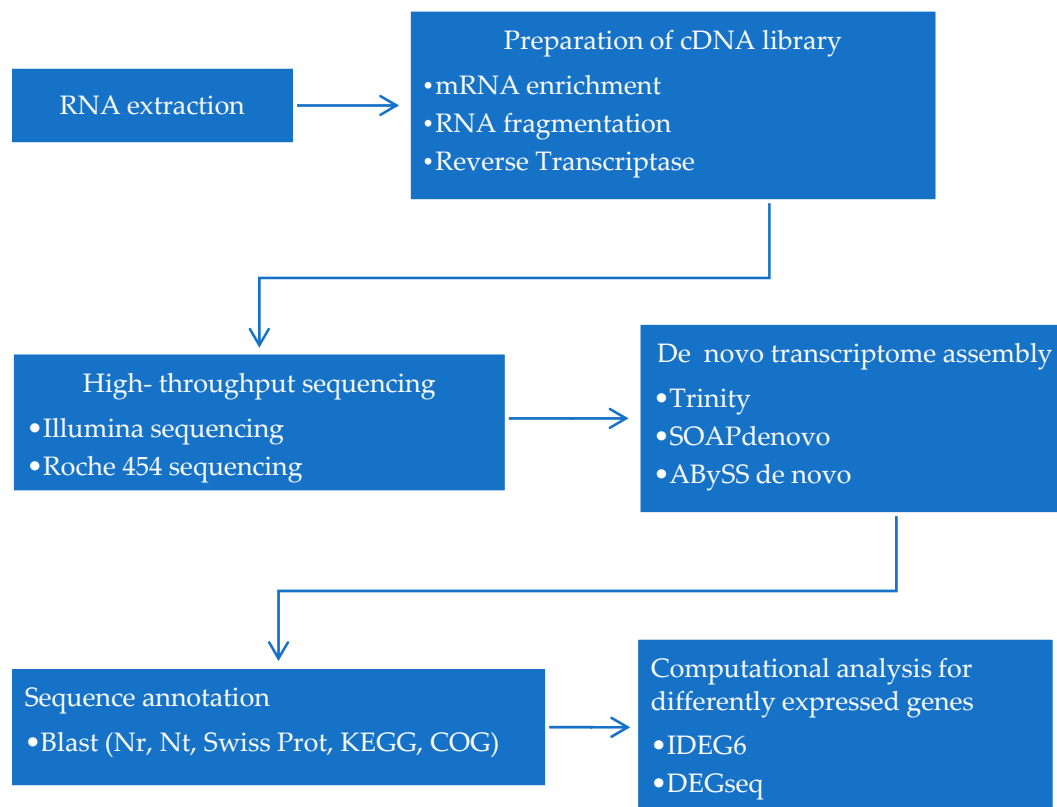 RNA extraction
Preparation of cDNA library
•mRNA enrichment
•RNA fragmentation
•Reverse Transcriptase
High- throughput sequencing
•Illumina sequencing
•Roche 454 sequencing
De  novo transcriptome assembly
•Trinity
•SOAPdenovo
•ABySS de novo
Sequence annotation
•Blast (Nr, Nt, Swiss Prot, KEGG, COG)
Computational analysis for
differently expressed genes
•IDEG6
•DEGseq